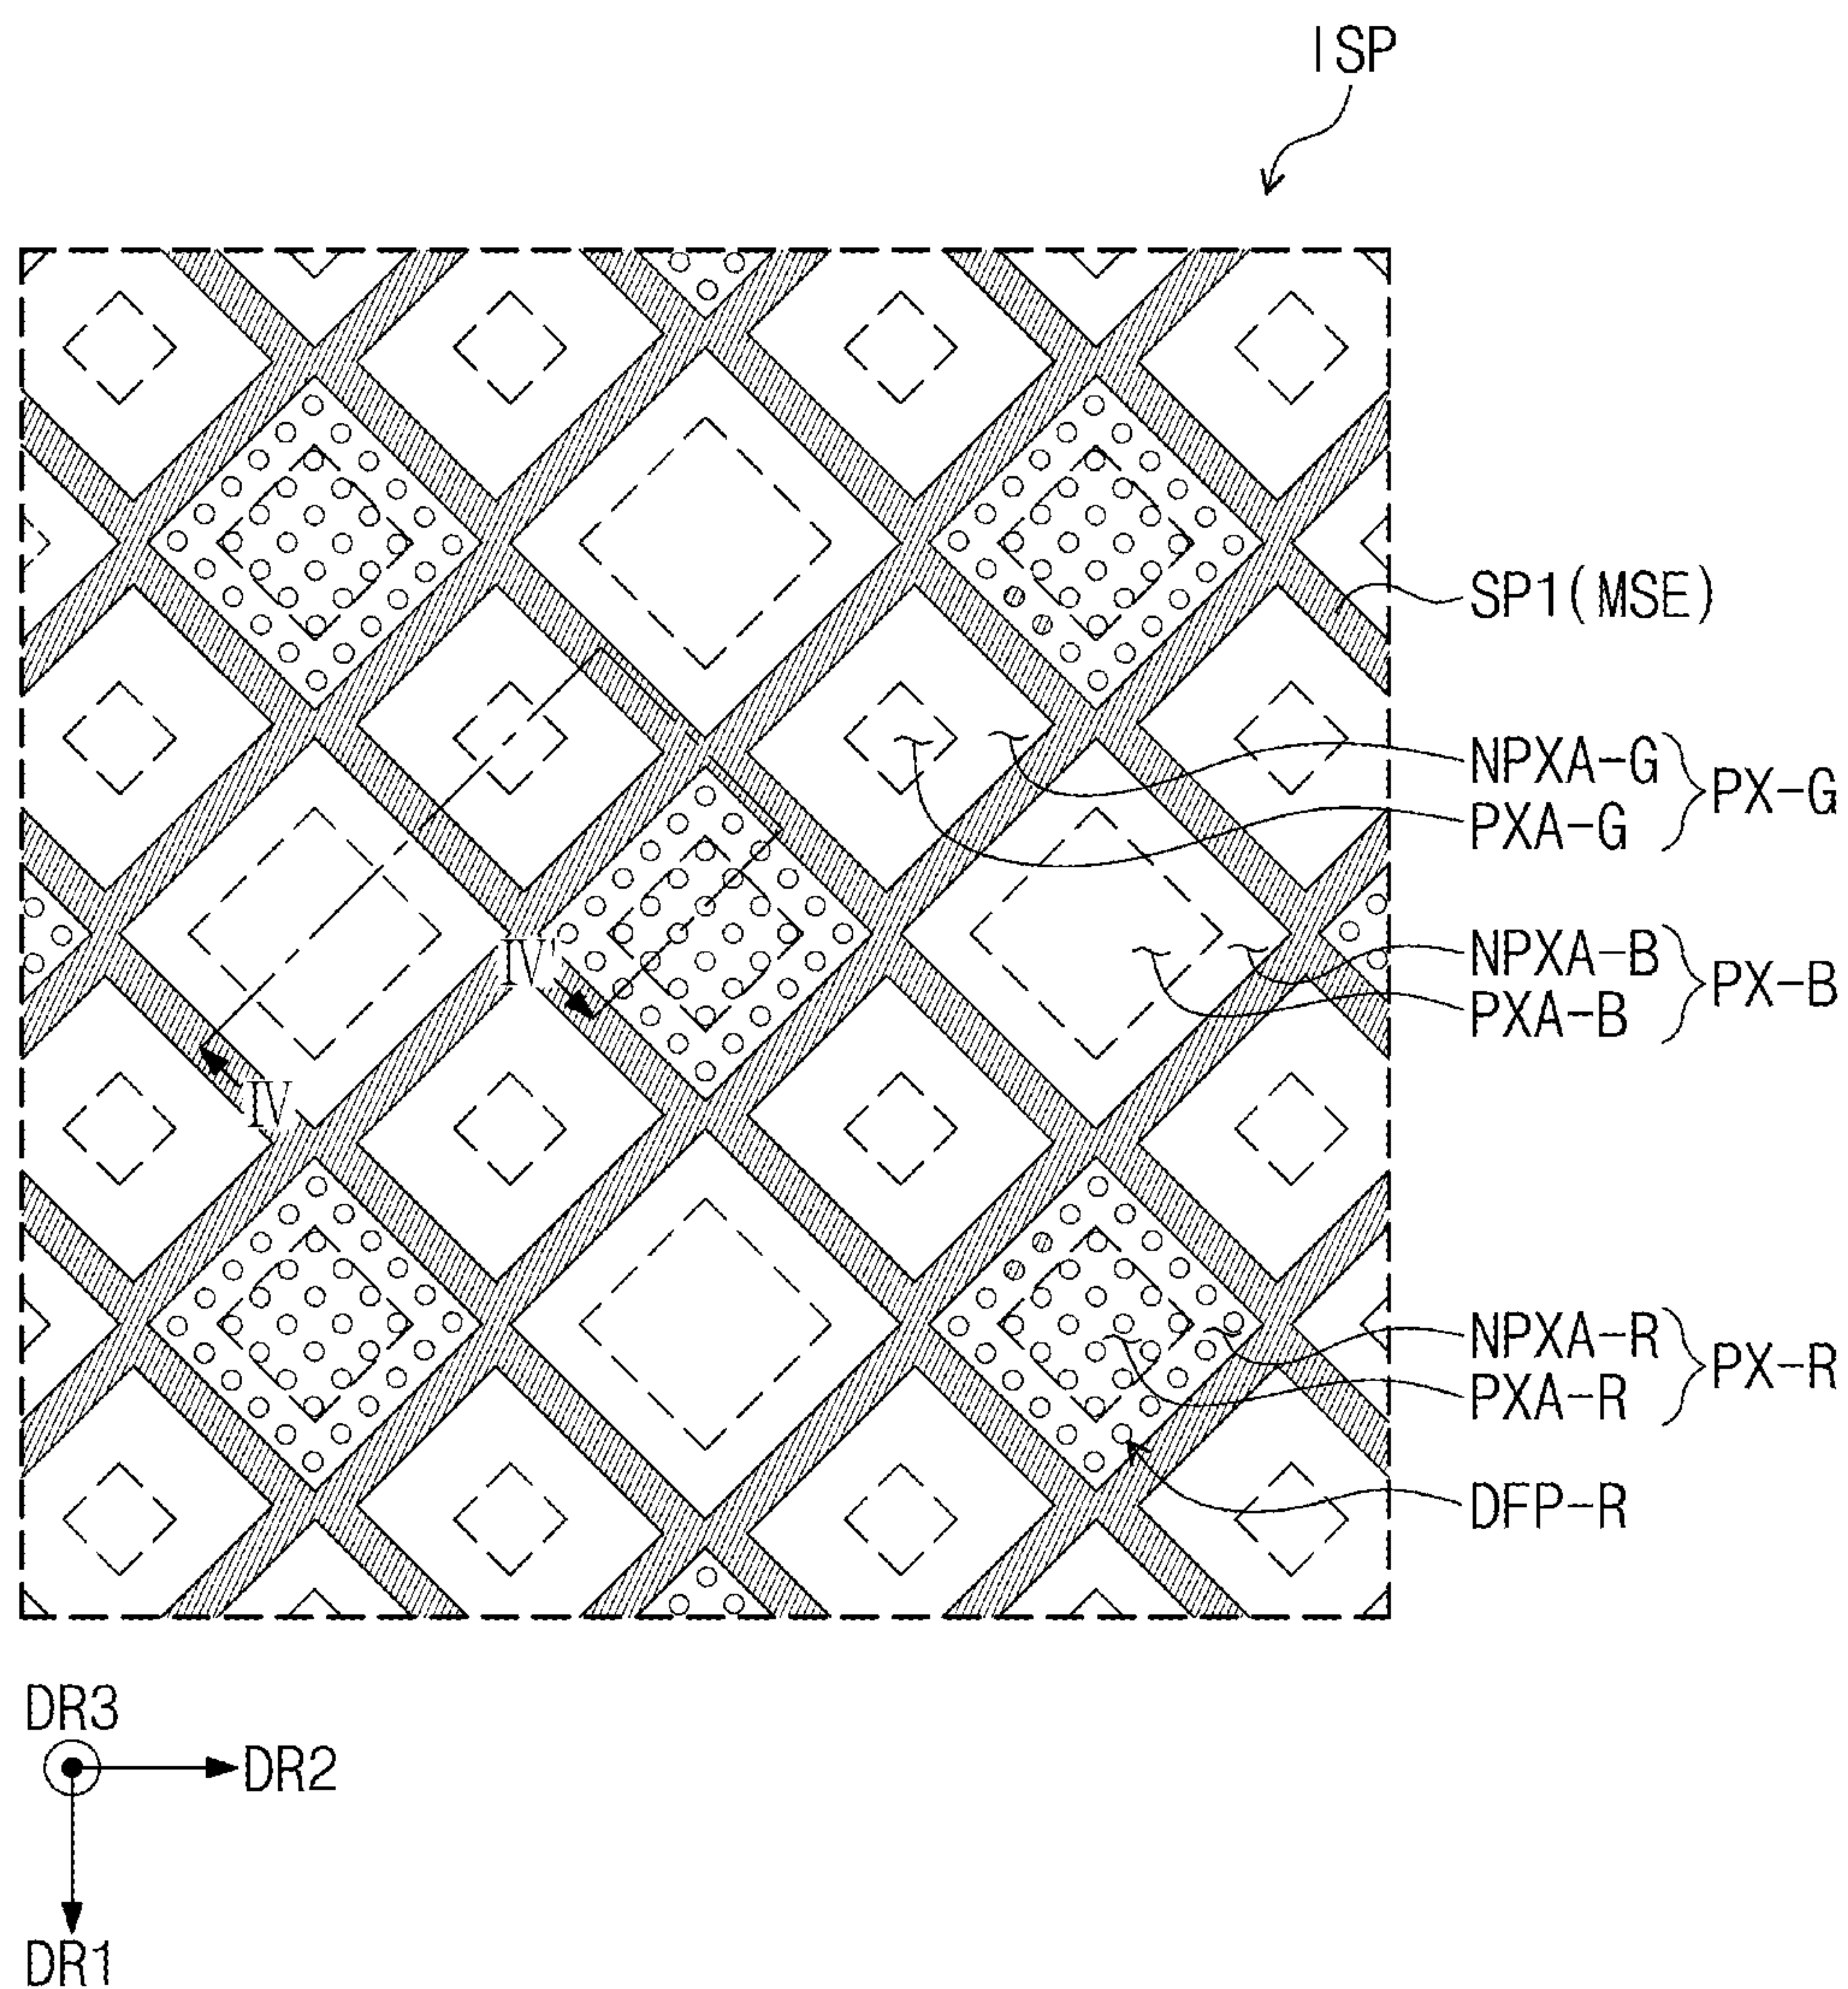 ISP
SP1(MSE)
NPXA-G
PXA-G
PX-G
NPXA-B
PXA-B
PX-B
IV'
IV
NPXA-R
PXA-R
PX-R
DFP-R
DR3
DR2
DR1